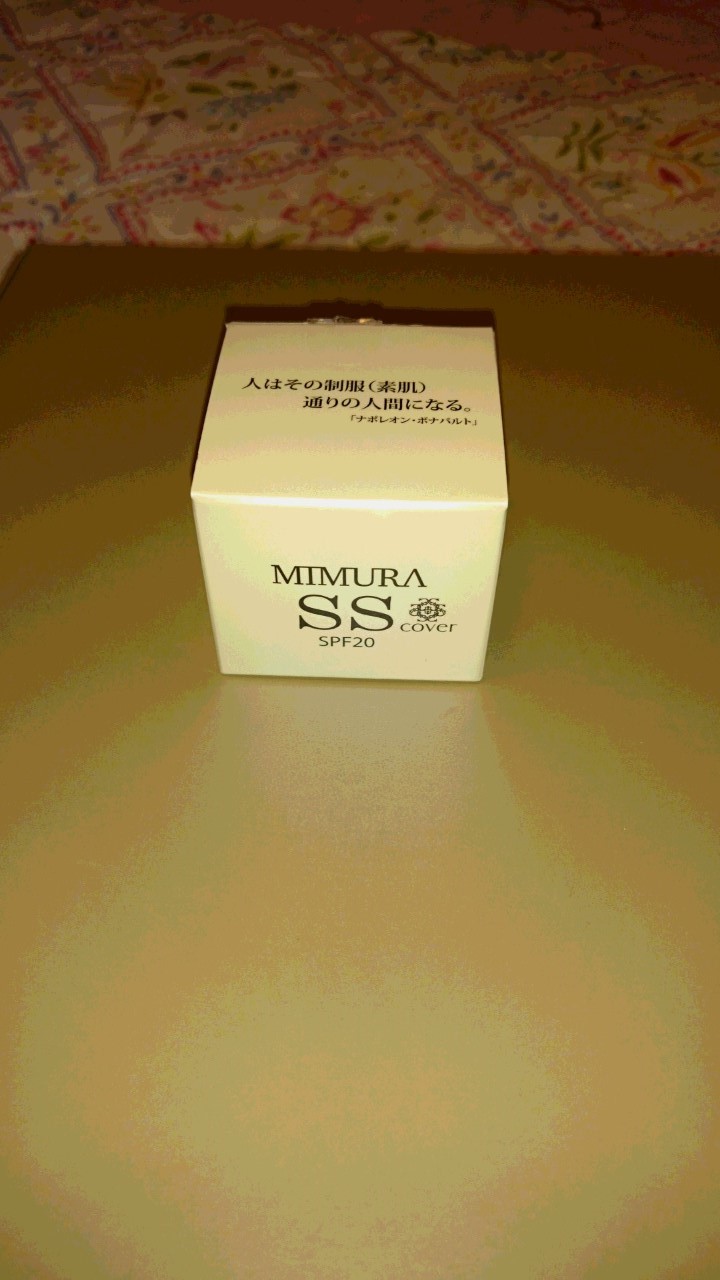 人はその制服（素肌）
通りの人間になる。
「ナポレオン・ボナパルト」
MIMURA
SS
cover
SPF20